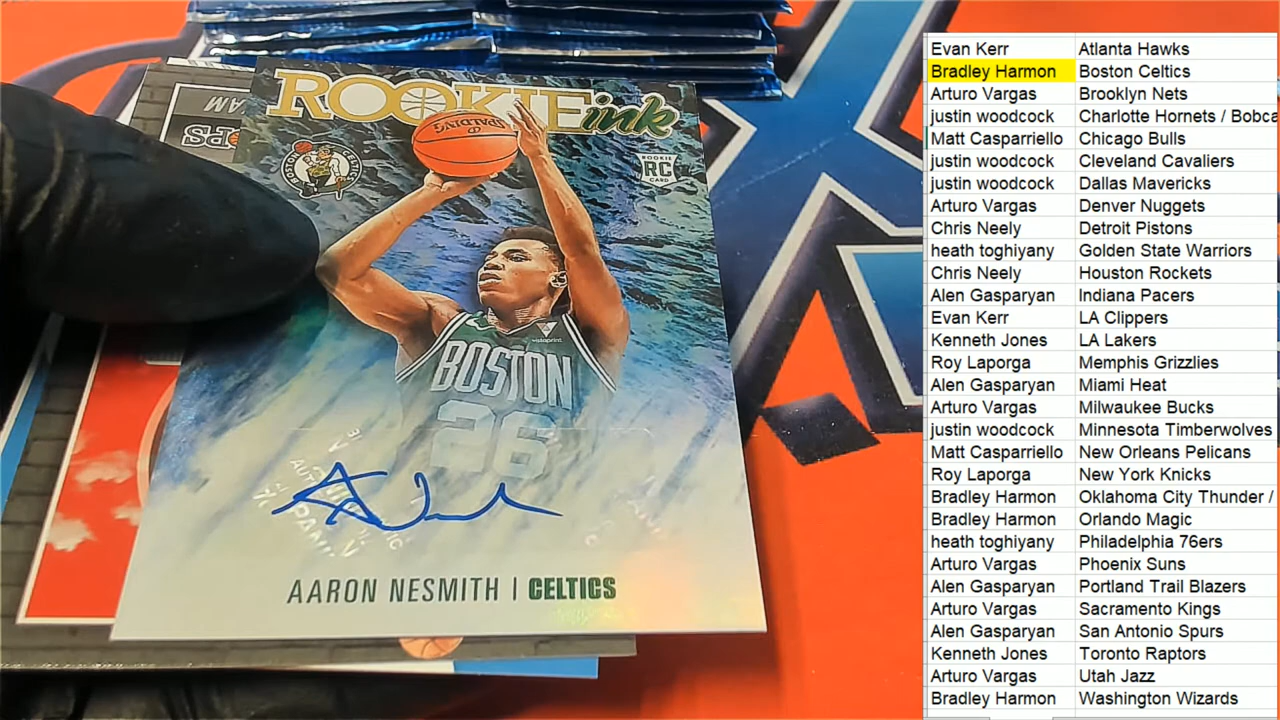 ROOKIE ink
SPALDING
BOSTON CELTICS
ROOKIE
RC
CARD
vistaprint
BOSTON
26
AARON NESMITH | CELTICS
Evan Kerr Atlanta Hawks
Bradley Harmon Boston Celtics
Arturo Vargas Brooklyn Nets
justin woodcock Charlotte Hornets / Bobca
Matt Casparriello Chicago Bulls
justin woodcock Cleveland Cavaliers
justin woodcock Dallas Mavericks
Arturo Vargas Denver Nuggets
Chris Neely Detroit Pistons
heath toghiyany Golden State Warriors
Chris Neely Houston Rockets
Alen Gasparyan Indiana Pacers
Evan Kerr LA Clippers
Kenneth Jones LA Lakers
Roy Laporga Memphis Grizzlies
Alen Gasparyan Miami Heat
Arturo Vargas Milwaukee Bucks
justin woodcock Minnesota Timberwolves
Matt Casparriello New Orleans Pelicans
Roy Laporga New York Knicks
Bradley Harmon Oklahoma City Thunder /
Bradley Harmon Orlando Magic
heath toghiyany Philadelphia 76ers
Arturo Vargas Phoenix Suns
Alen Gasparyan Portland Trail Blazers
Arturo Vargas Sacramento Kings
Alen Gasparyan San Antonio Spurs
Kenneth Jones Toronto Raptors
Arturo Vargas Utah Jazz
Bradley Harmon Washington Wizards